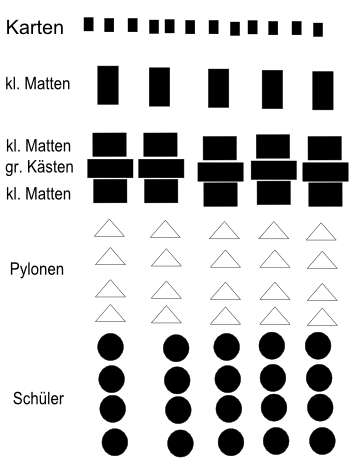 Karten
kl. Matten
kl. Matten
gr. Kästen
kl. Matten
Pylonen
Schüler